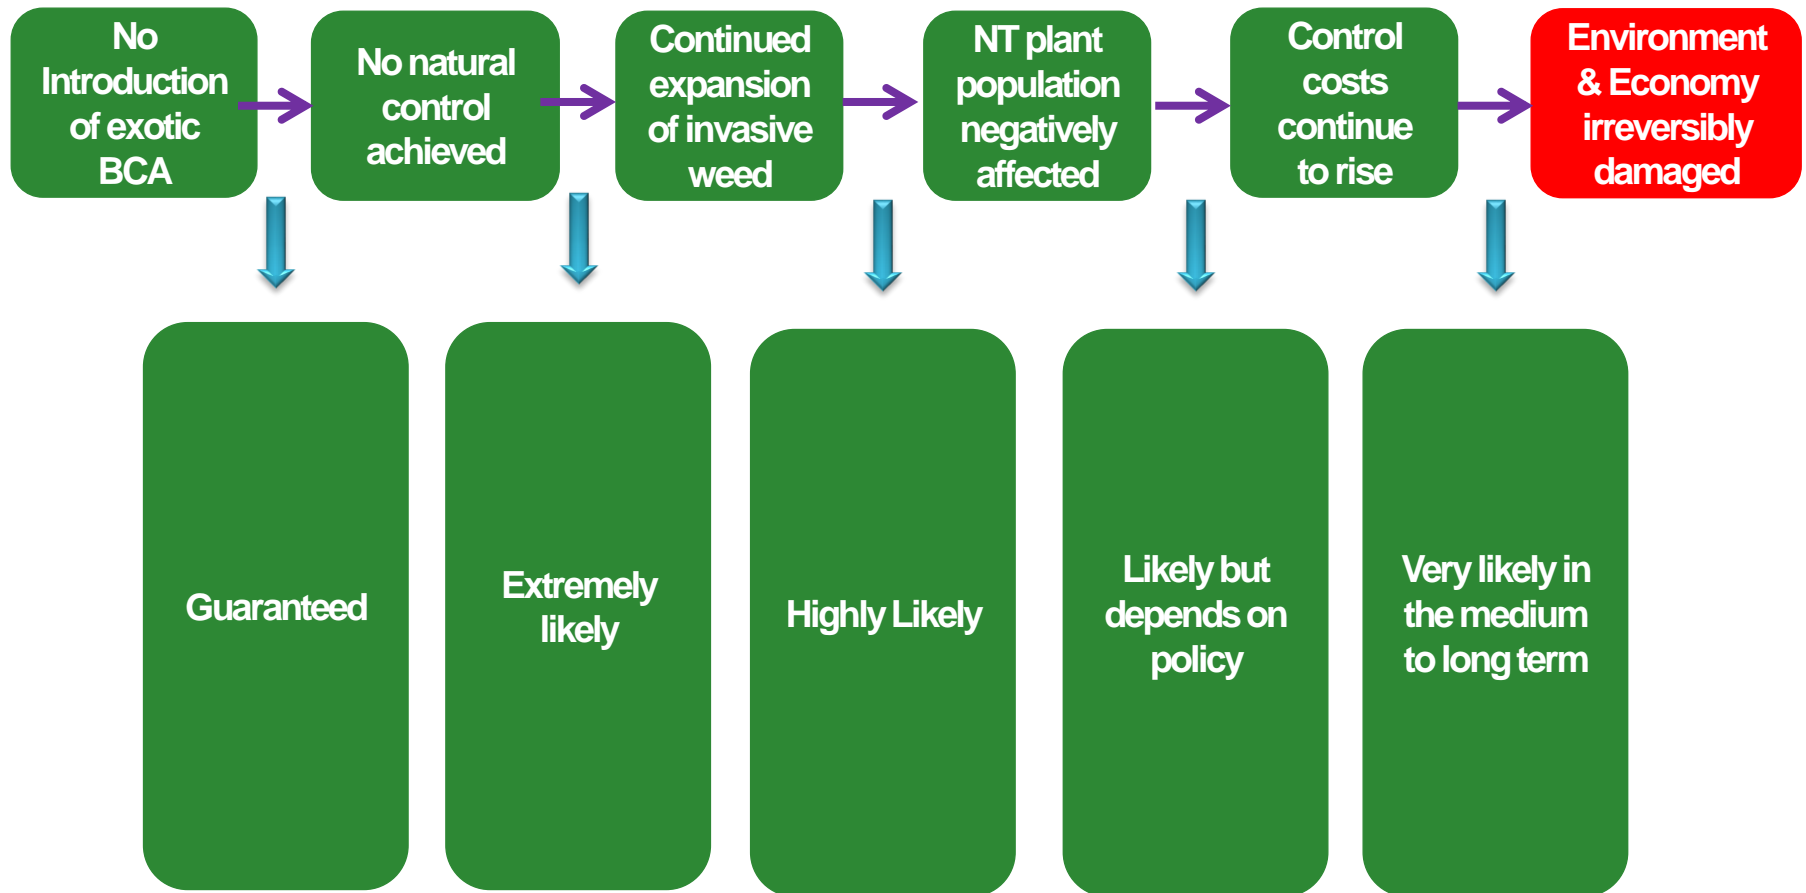 No
Introduction
of exotic
BCA
No natural
control
achieved
Continued
expansion
of invasive
weed
NT plant
population
negatively
affected
Control
costs
continue
to rise
Environment
& Economy
irreversibly
damaged
Guaranteed
Extremely
likely
Highly Likely
Likely but
depends on
policy
Very likely in
the medium
to long term